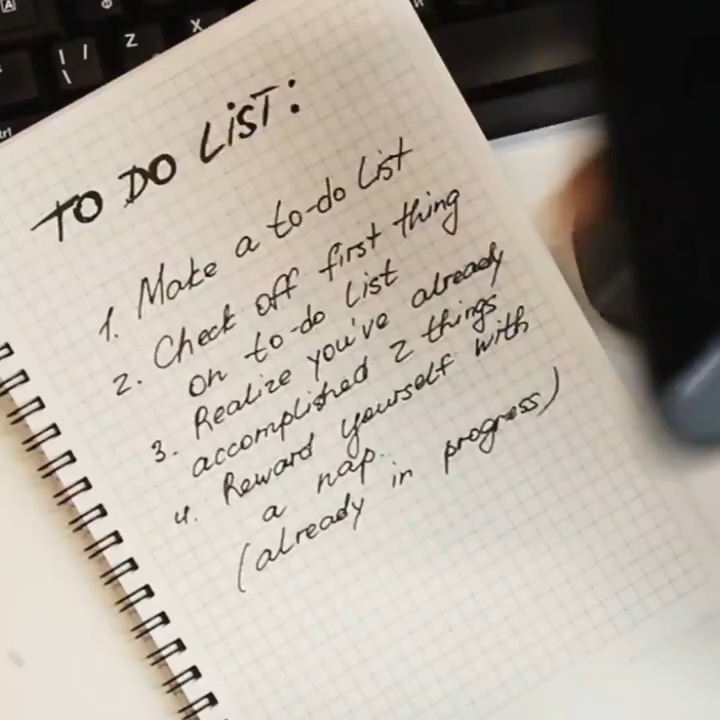 TO DO LIST:
1. Make a to-do list
2. Check off first thing
on to-do list
3. Realize you've already
accomplished 2 things
4. Reward yourself with
a nap.
(already in progress)
Z
X